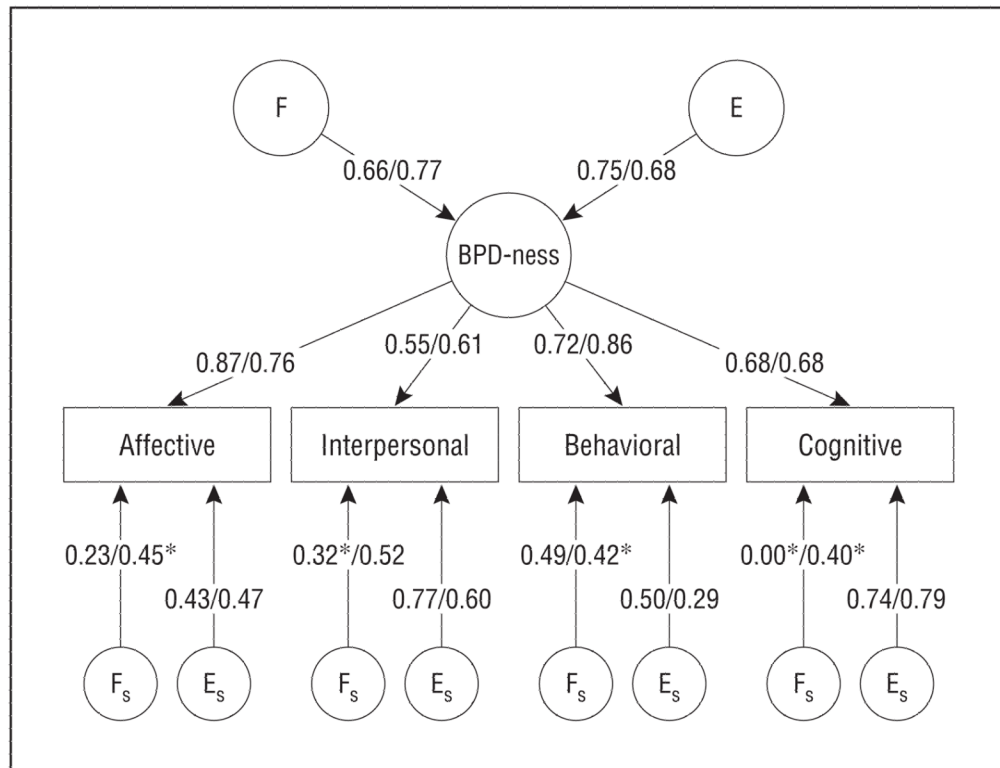 F
E
0.66/0.77
0.75/0.68
BPD-ness
0.87/0.76
0.55/0.61
0.72/0.86
0.68/0.68
Affective
Interpersonal
Behavioral
Cognitive
0.23/0.45*
0.32*/0.52
0.49/0.42*
0.00*/0.40*
0.43/0.47
0.77/0.60
0.50/0.29
0.74/0.79
Fs
Es
Fs
Es
Fs
Es
Fs
Es